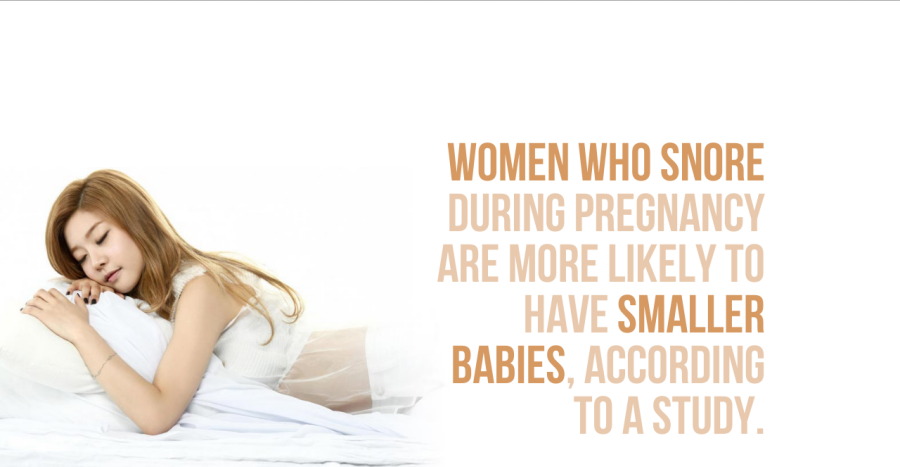 WOMEN WHO SNORE
DURING PREGNANCY
ARE MORE LIKELY TO
HAVE SMALLER
BABIES, ACCORDING
TO A STUDY.